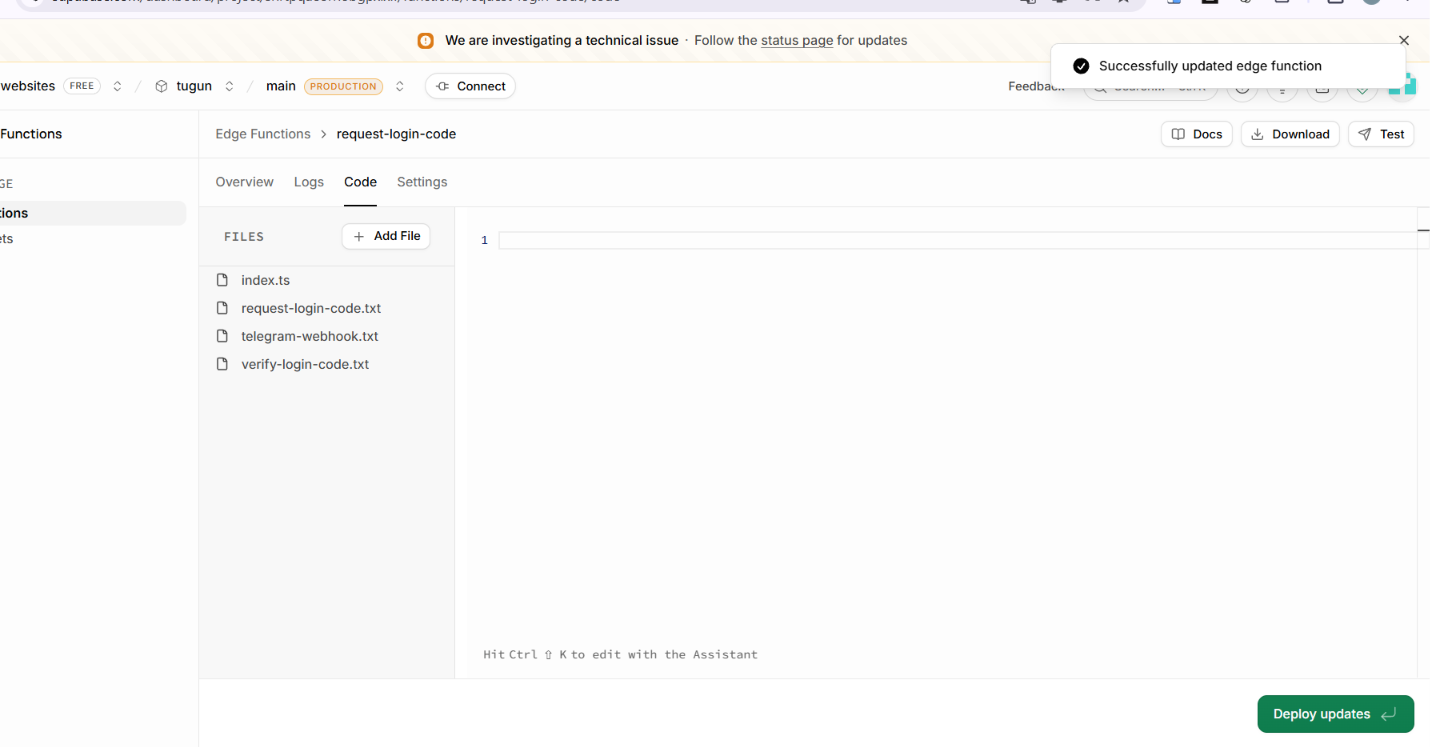 We are investigating a technical issue · Follow the status page for updates
Successfully updated edge function
websites FREE / tugun / main PRODUCTION Connect
Functions
Edge Functions > request-login-code
Docs Download Test
Overview Logs Code Settings
FILES + Add File
1
index.ts
request-login-code.txt
telegram-webhook.txt
verify-login-code.txt
Hit Ctrl ⇧ K to edit with the Assistant
Deploy updates